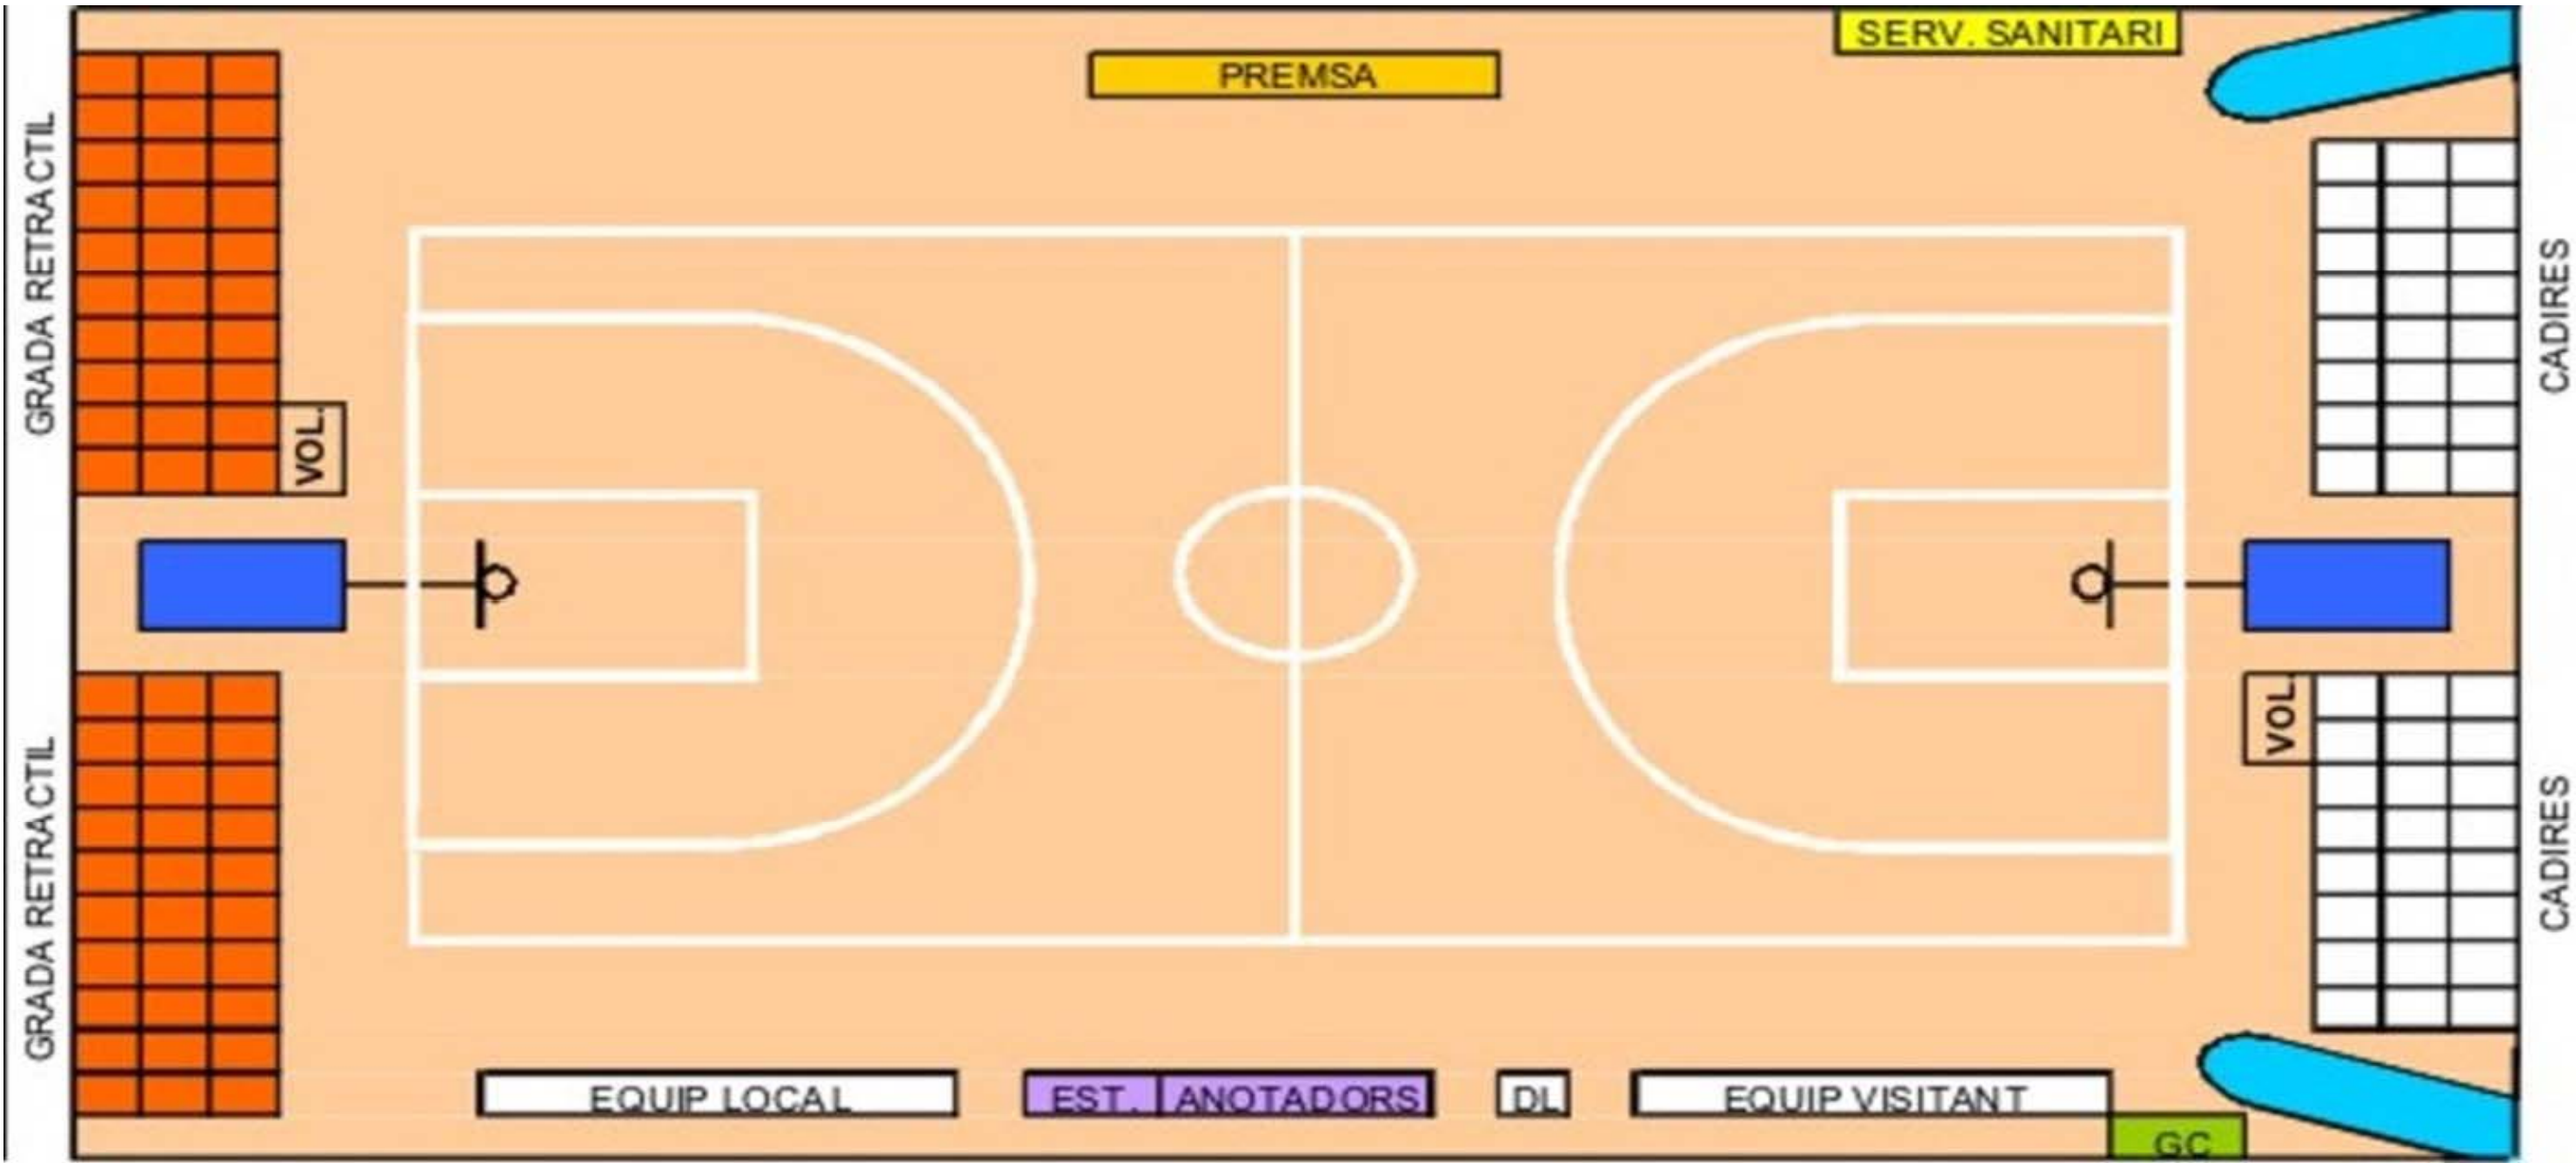 SERV. SANITARI
PREMSA
GRADA RETRACTIL
CADIRES
VOL.
VOL.
GRADA RETRACTIL
CADIRES
EQUIP LOCAL
EST. ANOTADORS
DL
EQUIP VISITANT
GC